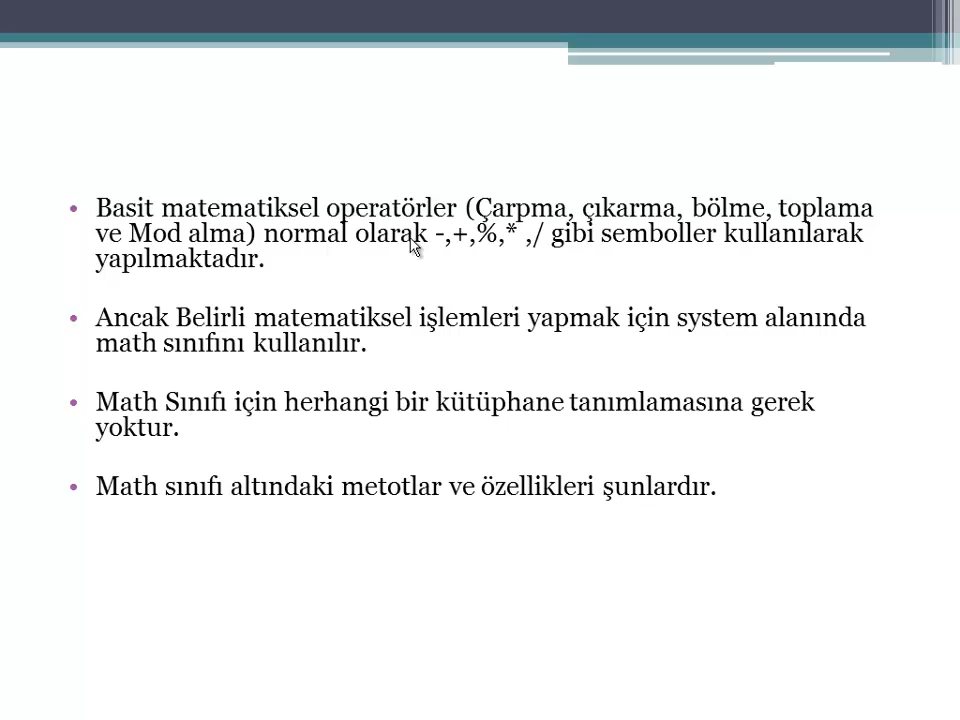 • Basit matematiksel operatörler (Çarpma, çıkarma, bölme, toplama
ve Mod alma) normal olarak -,+,%,* ,/ gibi semboller kullanılarak
yapılmaktadır.
• Ancak Belirli matematiksel işlemleri yapmak için system alanında
math sınıfını kullanılır.
• Math Sınıfı için herhangi bir kütüphane tanımlamasına gerek
yoktur.
• Math sınıfı altındaki metotlar ve özellikleri şunlardır.